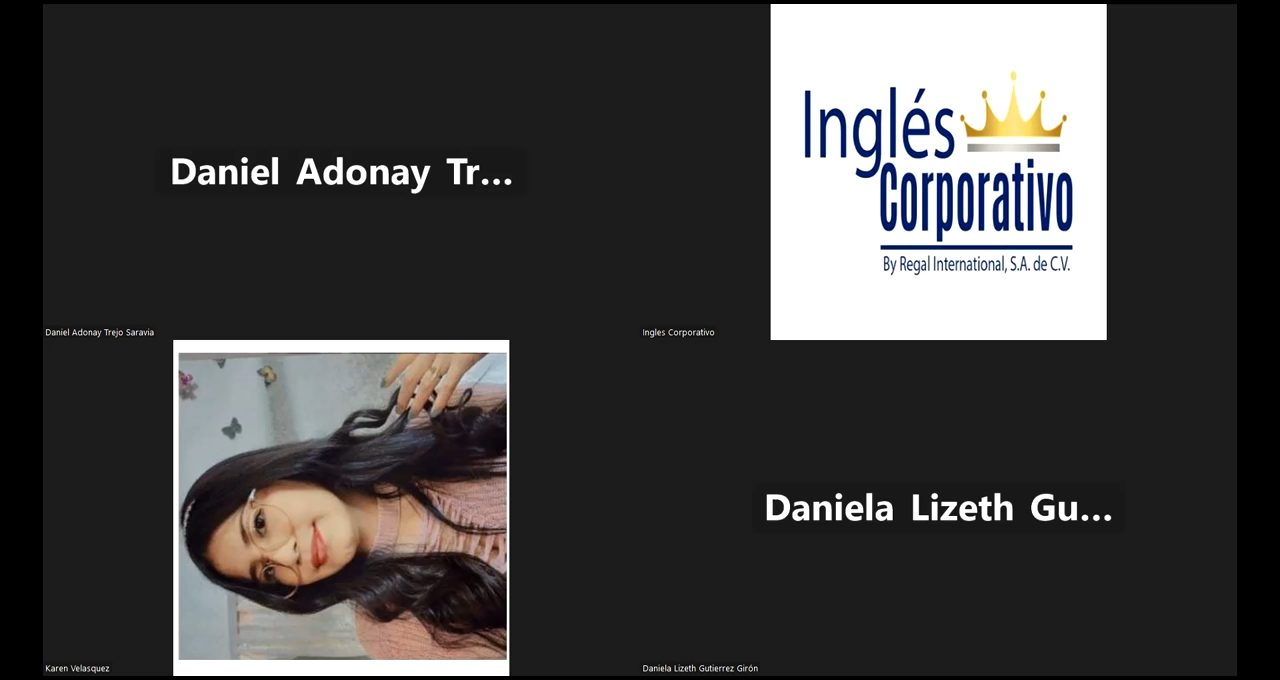 Daniel Adonay Tr...
Daniel Adonay Trejo Saravia
Inglés
Corporativo
By Regal International, S.A. de C.V.
Ingles Corporativo
Karen Velasquez
Daniela Lizeth Gu...
Daniela Lizeth Gutierrez Girón